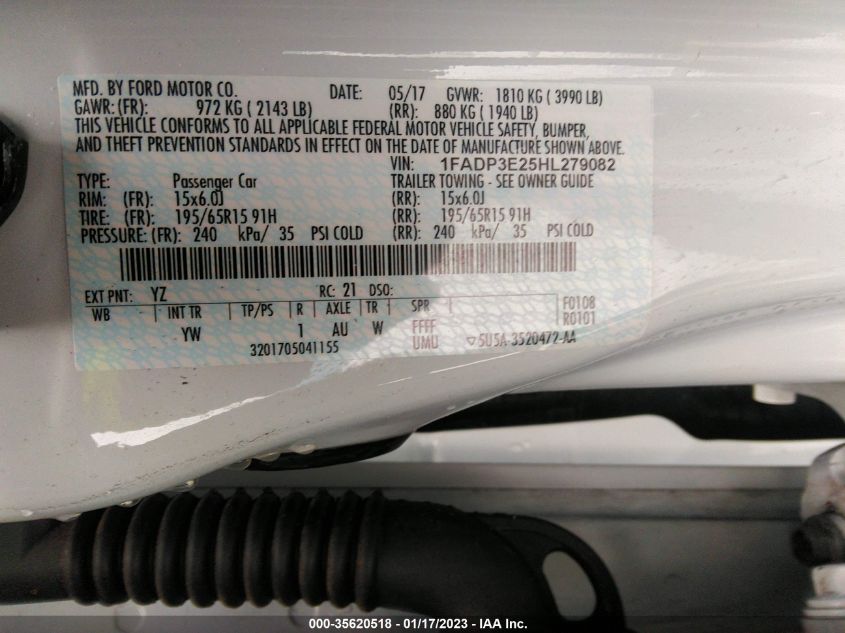 MFD. BY FORD MOTOR CO. DATE: 05/17 GVWR: 1810 KG ( 3990 LB)
GAWR: (FR): 972 KG ( 2143 LB) (RR): 880 KG ( 1940 LB)
THIS VEHICLE CONFORMS TO ALL APPLICABLE FEDERAL MOTOR VEHICLE SAFETY, BUMPER,
AND THEFT PREVENTION STANDARDS IN EFFECT ON THE DATE OF MANUFACTURE SHOWN ABOVE.
VIN: 1FADP3E25HL279082
TYPE: Passenger Car TRAILER TOWING - SEE OWNER GUIDE
RIM: (FR): 15x6.0J (RR): 15x6.0J
TIRE: (FR): 195/65R15 91H (RR): 195/65R15 91H
PRESSURE: (FR): 240 kPa/ 35 PSI COLD (RR): 240 kPa/ 35 PSI COLD
EXT PNT: YZ RC: 21 DSO:
WB INT TR TP/PS R AXLE TR SPR F0108
YW 1 AU W FFFF R0101
3201705041155 UMU ▽5U5A-3520472-AA
000-35620518 - 01/17/2023 - IAA Inc.